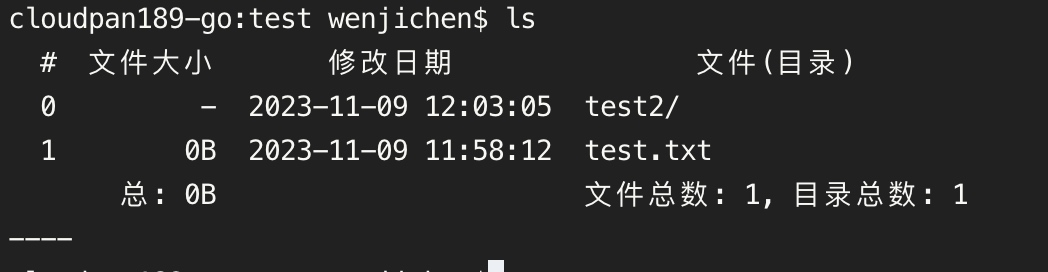 cloudpan189-go:test wenjichen$ ls
# 文件大小 修改日期 文件(目录)
0 - 2023-11-09 12:03:05 test2/
1 0B 2023-11-09 11:58:12 test.txt
总: 0B 文件总数: 1, 目录总数: 1
----